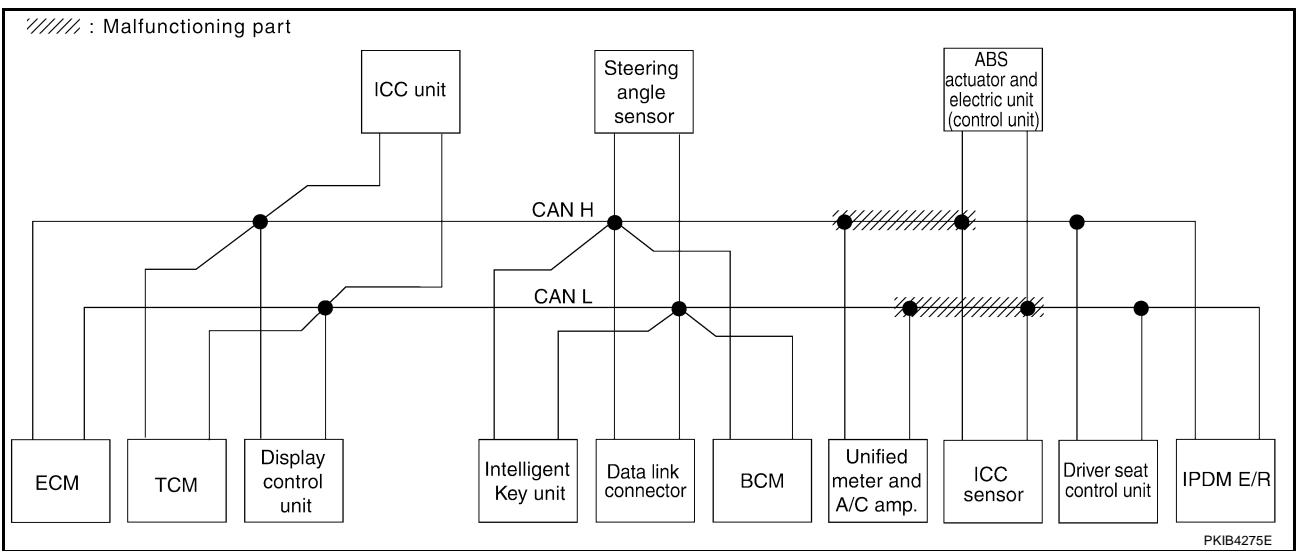 : Malfunctioning part
ICC unit
Steering
angle
sensor
ABS
actuator and
electric unit
(control unit)
CAN H
CAN L
ECM
TCM
Display
control
unit
Intelligent
Key unit
Data link
connector
BCM
Unified
meter and
A/C amp.
ICC
sensor
Driver seat
control unit
IPDM E/R
PKIB4275E